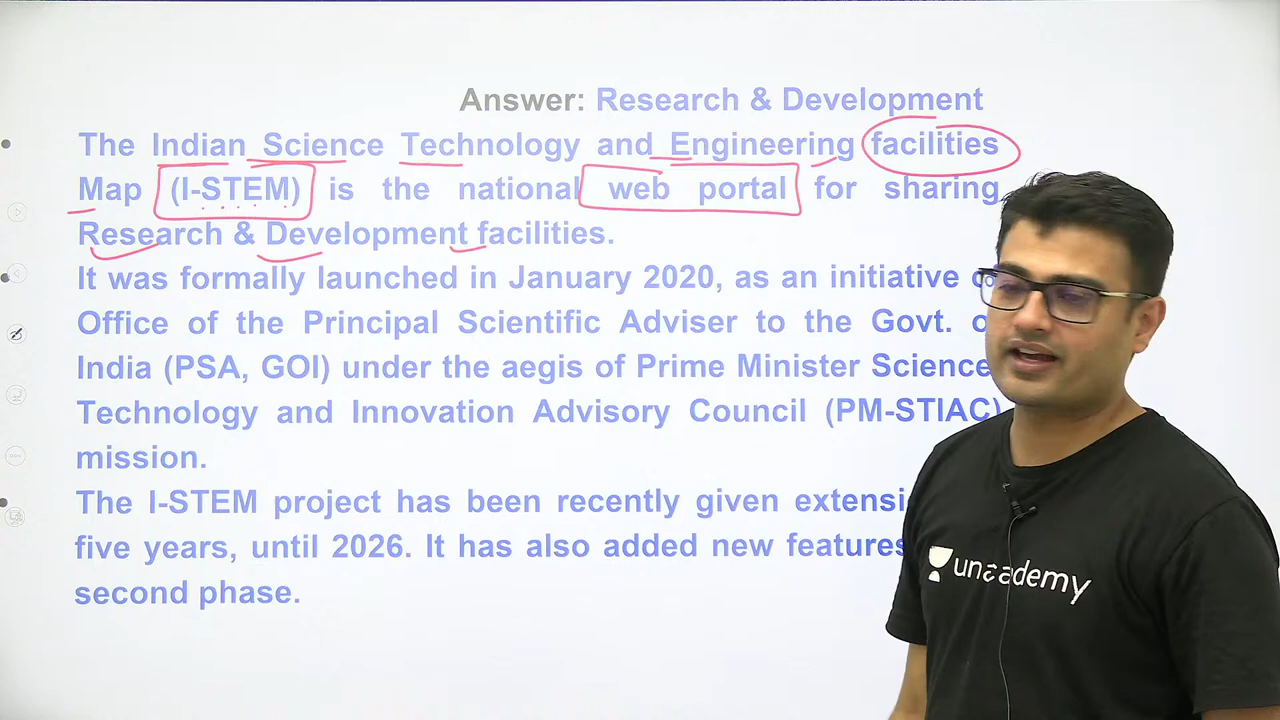 Answer: Research & Development
The Indian Science Technology and Engineering facilities
Map (I-STEM) is the national web portal for sharing
Research & Development facilities.
It was formally launched in January 2020, as an initiative
Office of the Principal Scientific Adviser to the Govt.
India (PSA, GOI) under the aegis of Prime Minister Science
Technology and Innovation Advisory Council (PM-STIAC)
mission.
The I-STEM project has been recently given
five years, until 2026. It has also added new features
second phase.
unacademy